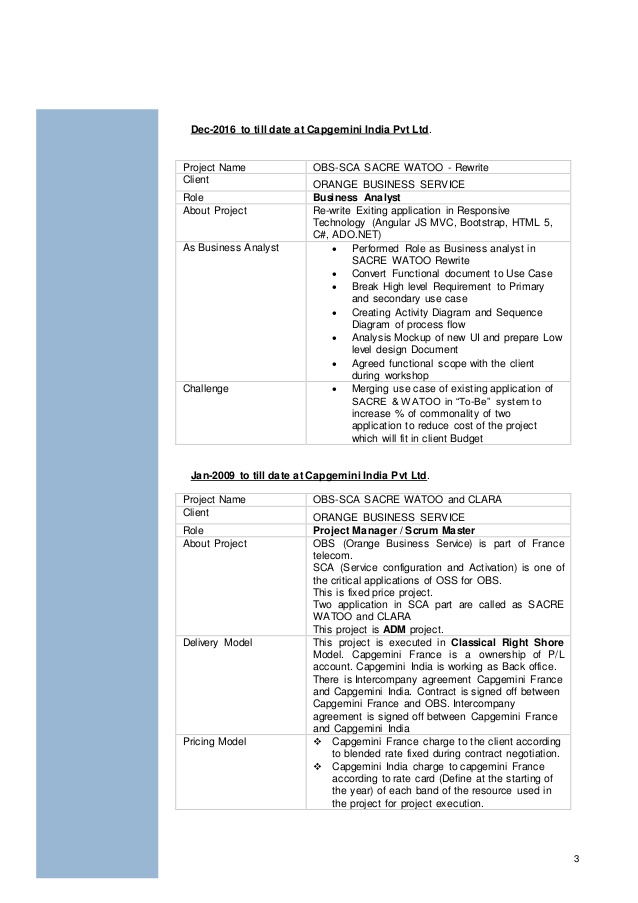 Dec-2016 to till date at Capgemini India Pvt Ltd.
Project Name OBS-SCA SACRE WATOO - Rewrite
Client ORANGE BUSINESS SERVICE
Role Business Analyst
About Project Re-write Exiting application in Responsive
Technology (Angular JS MVC, Bootstrap, HTML 5,
C#, ADO.NET)
As Business Analyst • Performed Role as Business analyst in
SACRE WATOO Rewrite
• Convert Functional document to Use Case
• Break High level Requirement to Primary
and secondary use case
• Creating Activity Diagram and Sequence
Diagram of process flow
• Analysis Mockup of new UI and prepare Low
level design Document
• Agreed functional scope with the client
during workshop
Challenge • Merging use case of existing application of
SACRE & WATOO in “To-Be” system to
increase % of commonality of two
application to reduce cost of the project
which will fit in client Budget
Jan-2009 to till date at Capgemini India Pvt Ltd.
Project Name OBS-SCA SACRE WATOO and CLARA
Client ORANGE BUSINESS SERVICE
Role Project Manager / Scrum Master
About Project OBS (Orange Business Service) is part of France
telecom.
SCA (Service configuration and Activation) is one of
the critical applications of OSS for OBS.
This is fixed price project.
Two application in SCA part are called as SACRE
WATOO and CLARA
This project is ADM project.
Delivery Model This project is executed in Classical Right Shore
Model. Capgemini France is a ownership of P/L
account. Capgemini India is working as Back office.
There is Intercompany agreement Capgemini France
and Capgemini India. Contract is signed off between
Capgemini France and OBS. Intercompany
agreement is signed off between Capgemini France
and Capgemini India
Pricing Model ❖ Capgemini France charge to the client according
to blended rate fixed during contract negotiation.
❖ Capgemini India charge to capgemini France
according to rate card (Define at the starting of
the year) of each band of the resource used in
the project for project execution.
3